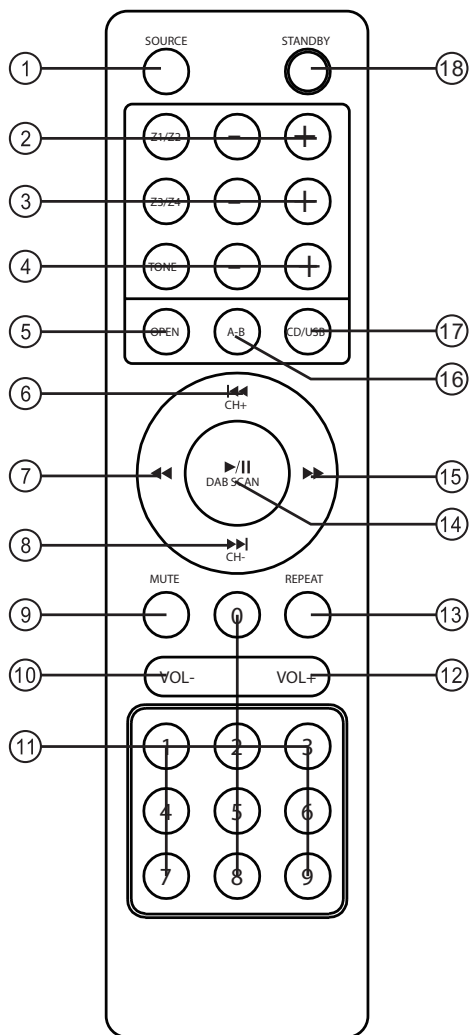 SOURCE STANDBY
1 18
2 Z1/Z2 - +
3 Z3/Z4 - +
4 TONE - +
5 OPEN A-B CD/USB 17
16
6 CH+
7 15
DAB SCAN
14
8 CH-
MUTE REPEAT
9 0 13
10 VOL- VOL+ 12
11 1 2 3
4 5 6
7 8 9